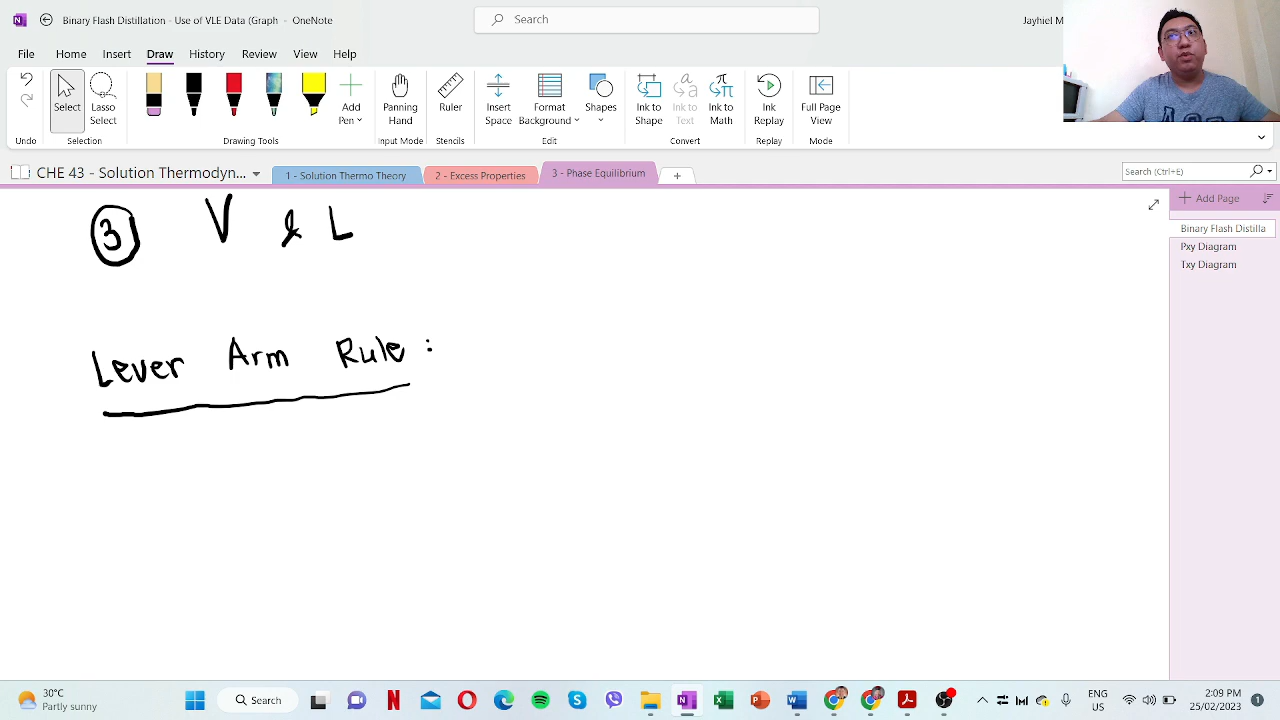 Binary Flash Distillation - Use of VLE Data (Graph - OneNote
Search
Jayhiel M
File Home Insert Draw History Review View Help
Select
Lasso Select
Add Pen
Panning Hand
Ruler
Insert Space
Format Background
Shapes
Ink to Shape
Ink to Text
Ink to Math
Ink Replay
Full Page View
Undo Selection Drawing Tools Input Mode Stencils Edit Convert Replay Mode
CHE 43 - Solution Thermodyn...
1 - Solution Thermo Theory
2 - Excess Properties
3 - Phase Equilibrium
Search (Ctrl+E)
Add Page
Binary Flash Distilla
Pxy Diagram
Txy Diagram
3 V & L
Lever Arm Rule :
30°C
Partly sunny
Search
ENG
US
2:09 PM
25/02/2023
1